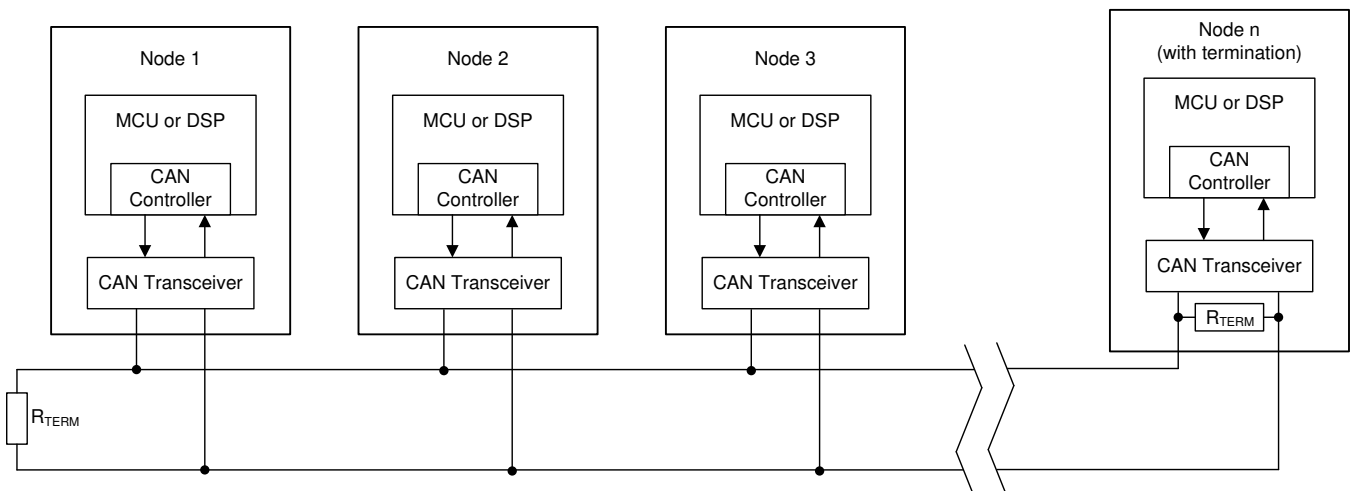 Node 1
MCU or DSP
CAN
Controller
CAN Transceiver
Node 2
MCU or DSP
CAN
Controller
CAN Transceiver
Node 3
MCU or DSP
CAN
Controller
CAN Transceiver
Node n
(with termination)
MCU or DSP
CAN
Controller
CAN Transceiver
RTERM
RTERM